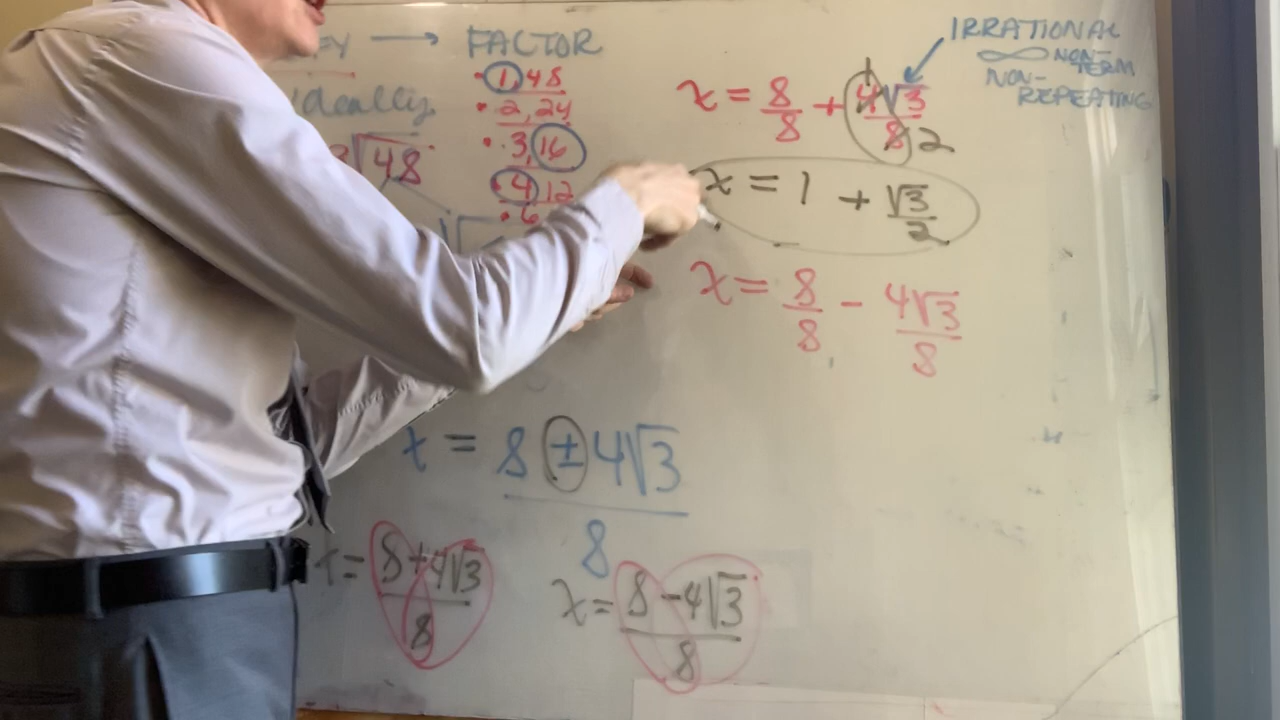 → FACTOR
ideally.
• 1, 48
• 2, 24
• 3, 16
• 4, 12
• 6
√48
x = 8/8 + 4√3/8
1
2
IRRATIONAL
∞ NON-TERM
NON-REPEATING
x = 1 + √3/2
x = 8/8 - 4√3/8
x = 8 ± 4√3
8
x = 8 + 4√3
8
x = 8 - 4√3
8